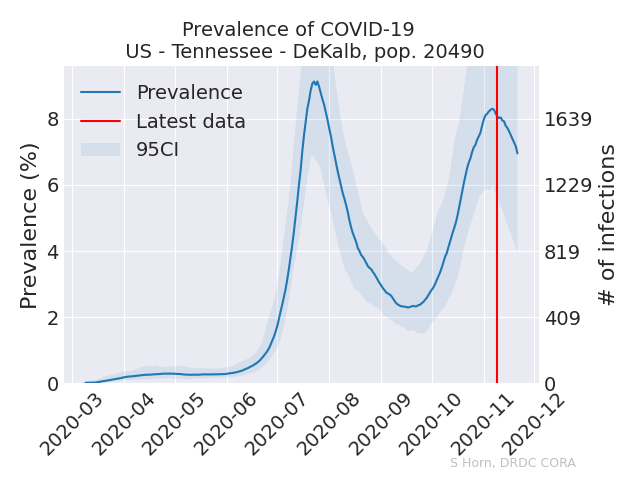 Prevalence of COVID-19
US - Tennessee - DeKalb, pop. 20490
Prevalence
Latest data
95CI
Prevalence (%)
8
6
4
2
0
1639
1229
819
409
0
# of infections
2020-03
2020-04
2020-05
2020-06
2020-07
2020-08
2020-09
2020-10
2020-11
2020-12
S Horn, DRDC CORA